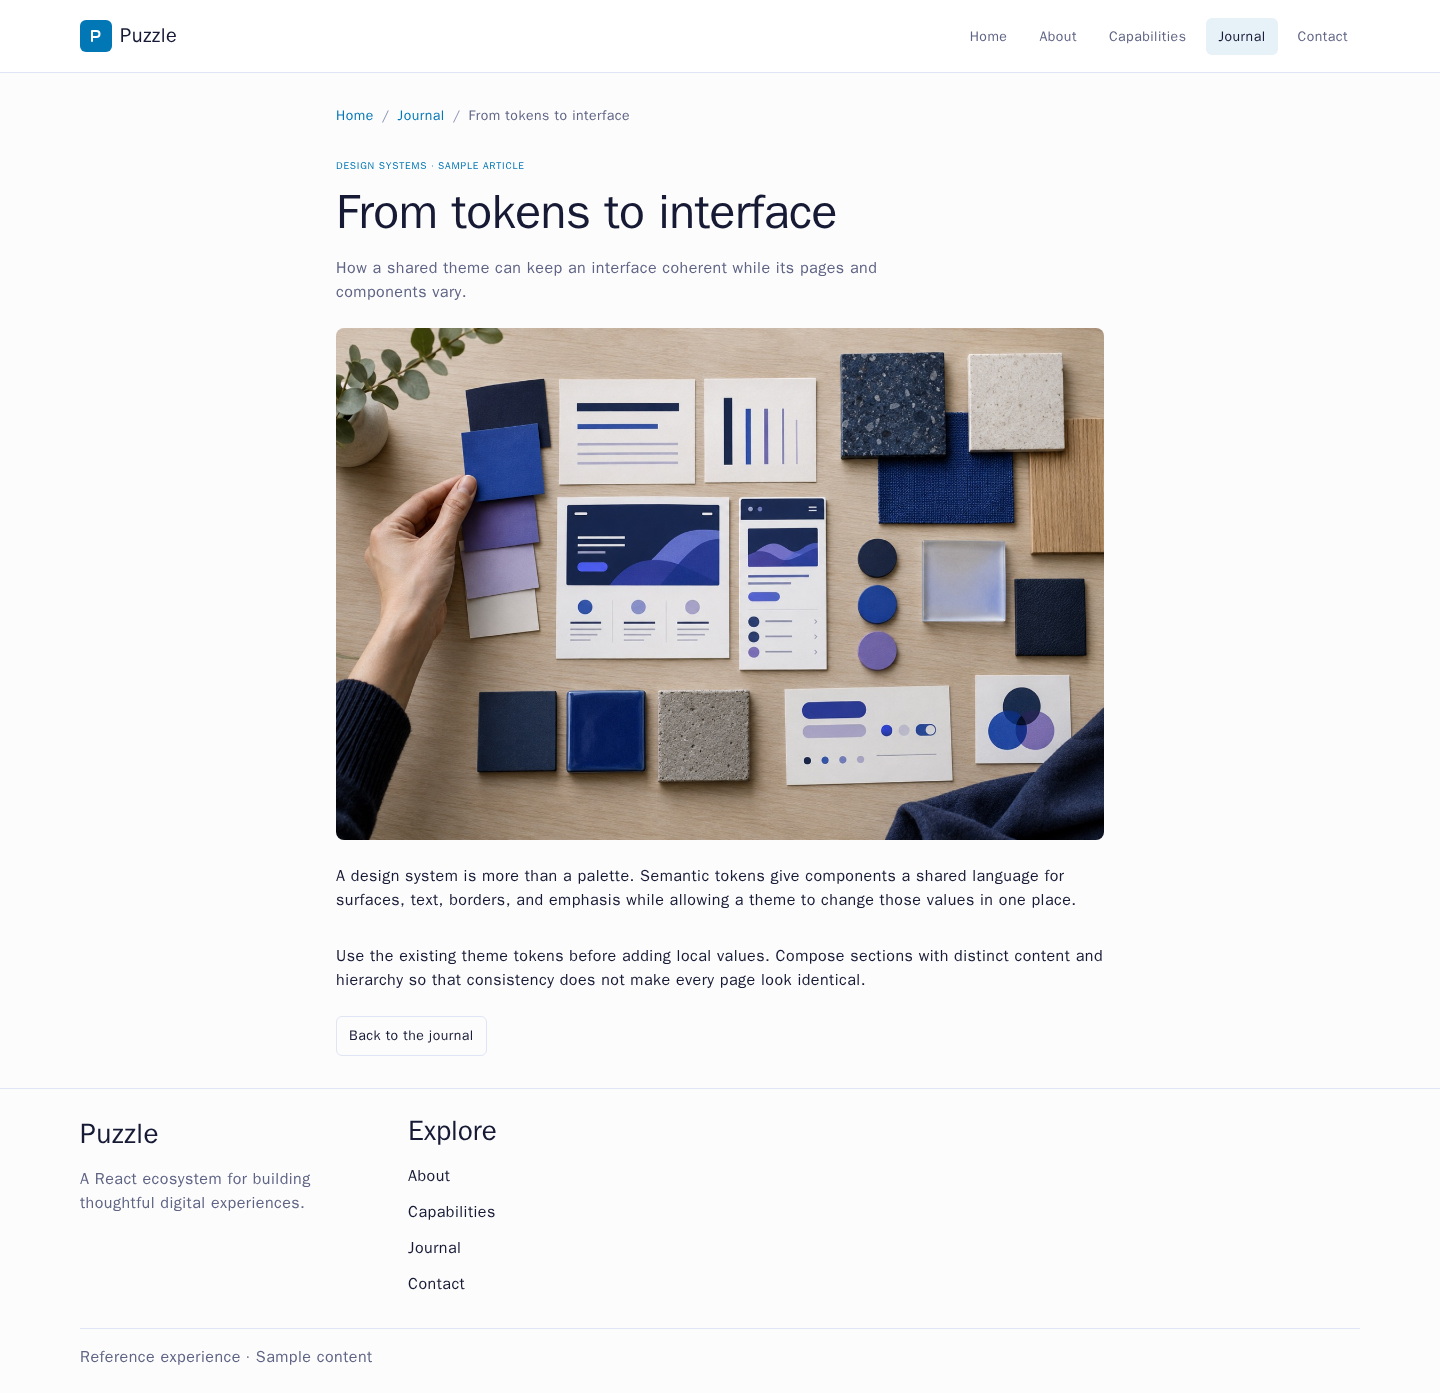 P Puzzle
Home About Capabilities Journal Contact
Home / Journal / From tokens to interface
DESIGN SYSTEMS · SAMPLE ARTICLE
From tokens to interface
How a shared theme can keep an interface coherent while its pages and
components vary.
A design system is more than a palette. Semantic tokens give components a shared language for
surfaces, text, borders, and emphasis while allowing a theme to change those values in one place.
Use the existing theme tokens before adding local values. Compose sections with distinct content and
hierarchy so that consistency does not make every page look identical.
Back to the journal
Puzzle
A React ecosystem for building
thoughtful digital experiences.
Explore
About
Capabilities
Journal
Contact
Reference experience · Sample content